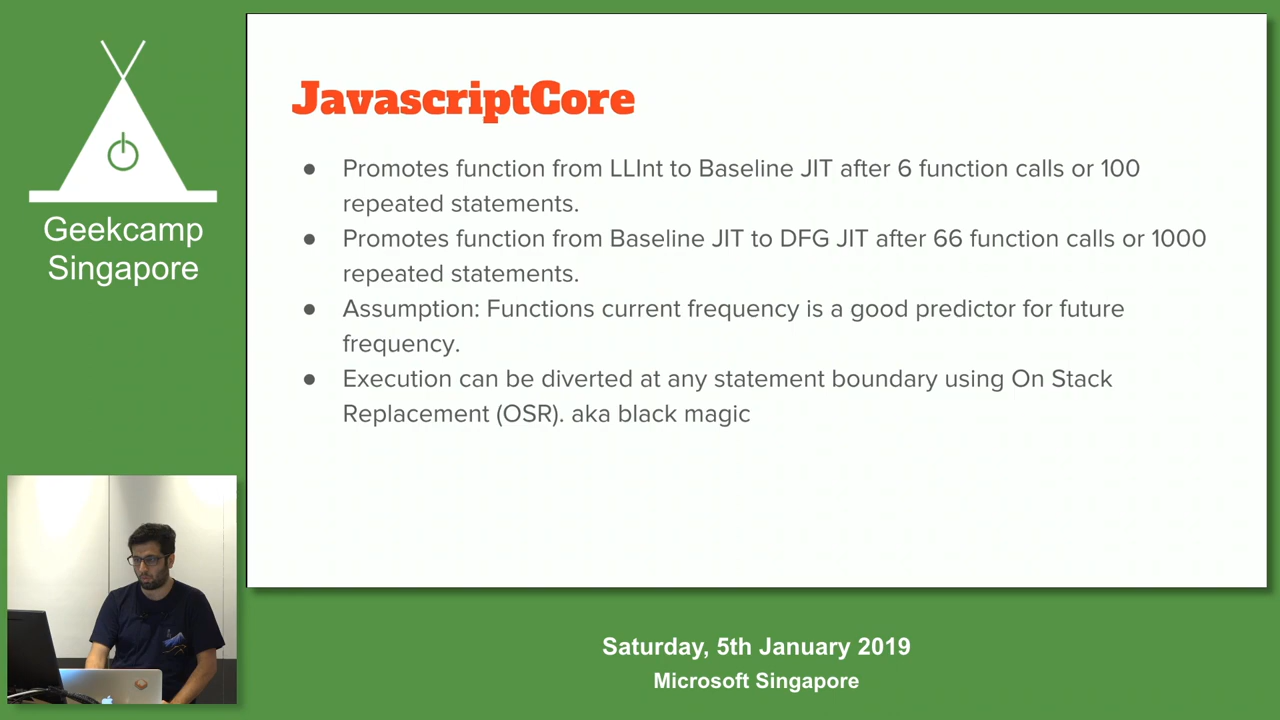 Geekcamp
Singapore
JavascriptCore
● Promotes function from LLInt to Baseline JIT after 6 function calls or 100
repeated statements.
● Promotes function from Baseline JIT to DFG JIT after 66 function calls or 1000
repeated statements.
● Assumption: Functions current frequency is a good predictor for future
frequency.
● Execution can be diverted at any statement boundary using On Stack
Replacement (OSR). aka black magic
Saturday, 5th January 2019
Microsoft Singapore